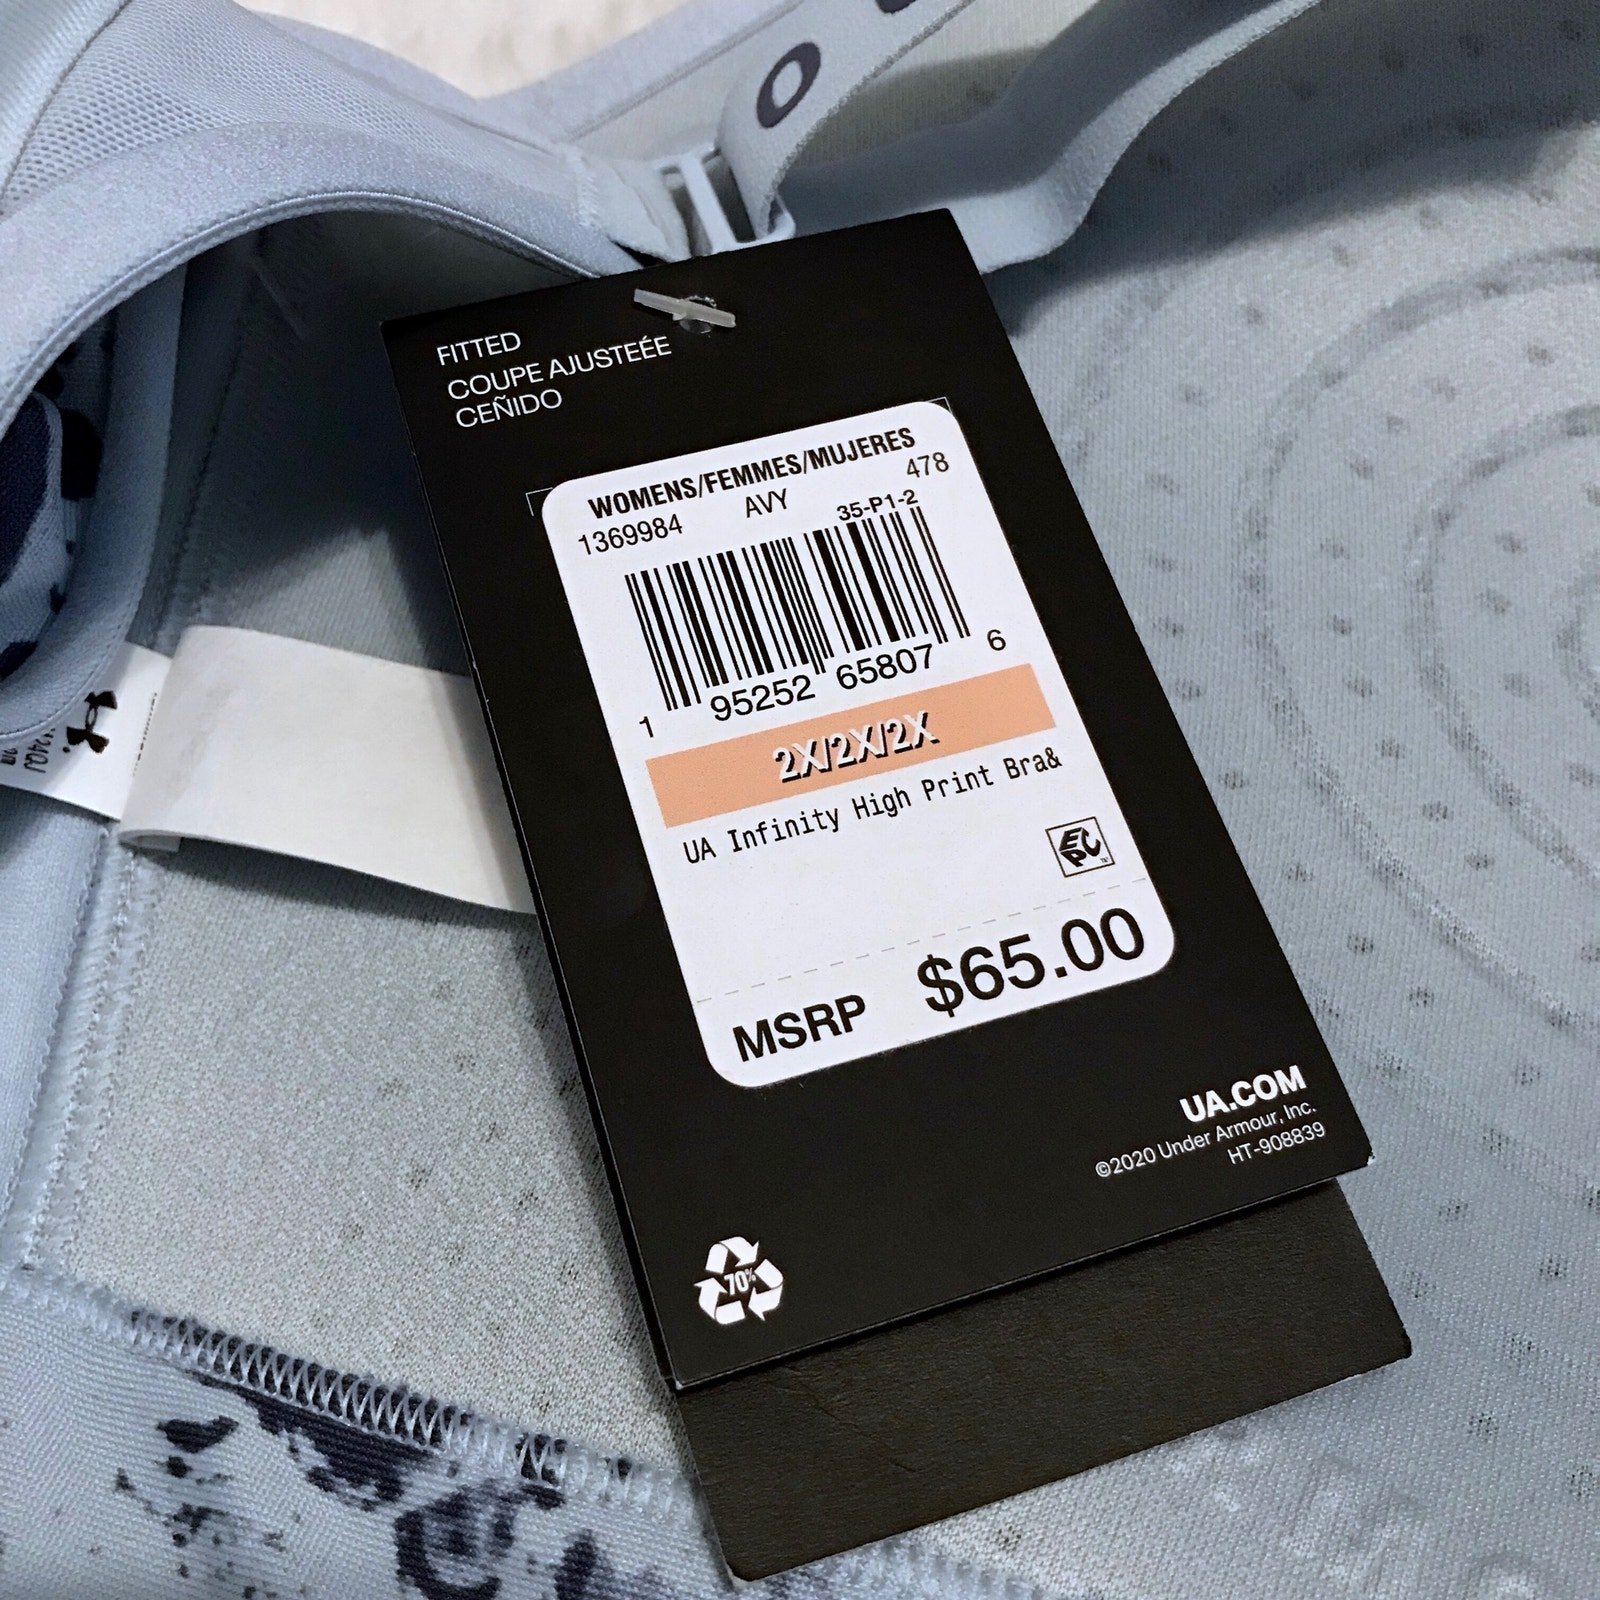 FITTED
COUPE AJUSTEÉE
CEÑIDO
WOMENS/FEMMES/MUJERES
1369984 AVY 478
35-P1-2
1 95252 65807 6
2X/2X/2X
UA Infinity High Print Bra&
EPC
MSRP $65.00
UA.COM
©2020 Under Armour, Inc.
HT-908839
70%